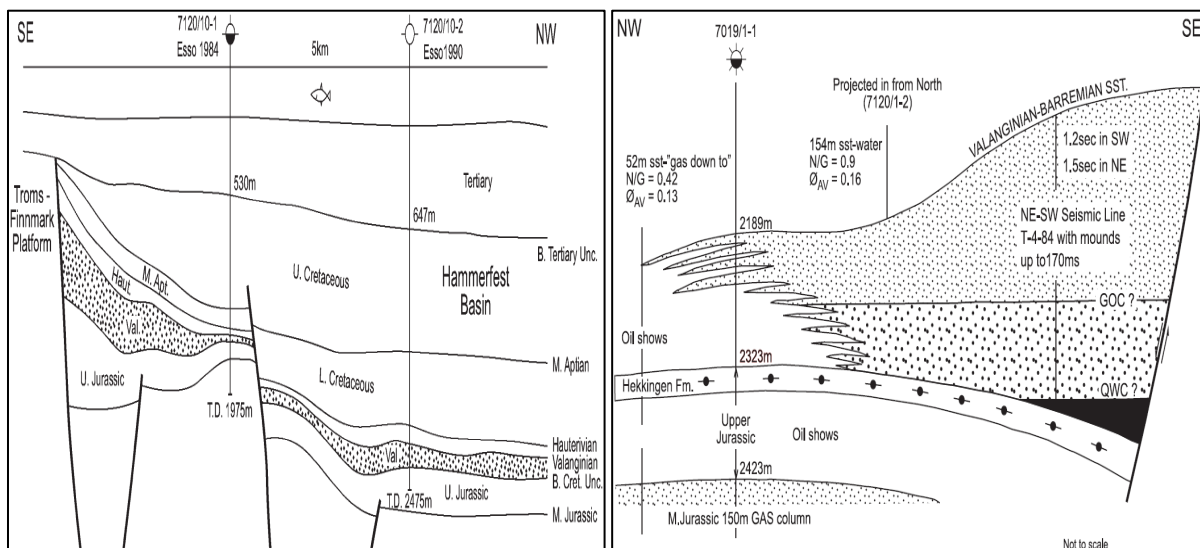 SE
7120/10-1
Esso 1984
5km
7120/10-2
Esso1990
NW
Troms -
Finnmark
Platform
530m
Tertiary
647m
B. Tertiary Unc.
U. Cretaceous
Hammerfest
Basin
M. Apt.
Haut.
Val.
M. Aptian
U. Jurassic
L. Cretaceous
T.D. 1975m
Hauterivian
Val.
Valanginian
B. Cret. Unc.
U. Jurassic
T.D. 2475m
M. Jurassic
NW
7019/1-1
SE
Projected in from North
(7120/1-2)
VALANGINIAN-BARREMIAN SST.
52m sst-"gas down to"
N/G = 0.42
ØAV = 0.13
154m sst-water
N/G = 0.9
ØAV = 0.16
1.2sec in SW
1.5sec in NE
2189m
NE-SW Seismic Line
T-4-84 with mounds
up to170ms
GOC ?
Oil shows
2323m
Hekkingen Fm.
OWC ?
Upper
Jurassic
Oil shows
2423m
M.Jurassic 150m GAS column
Not to scale